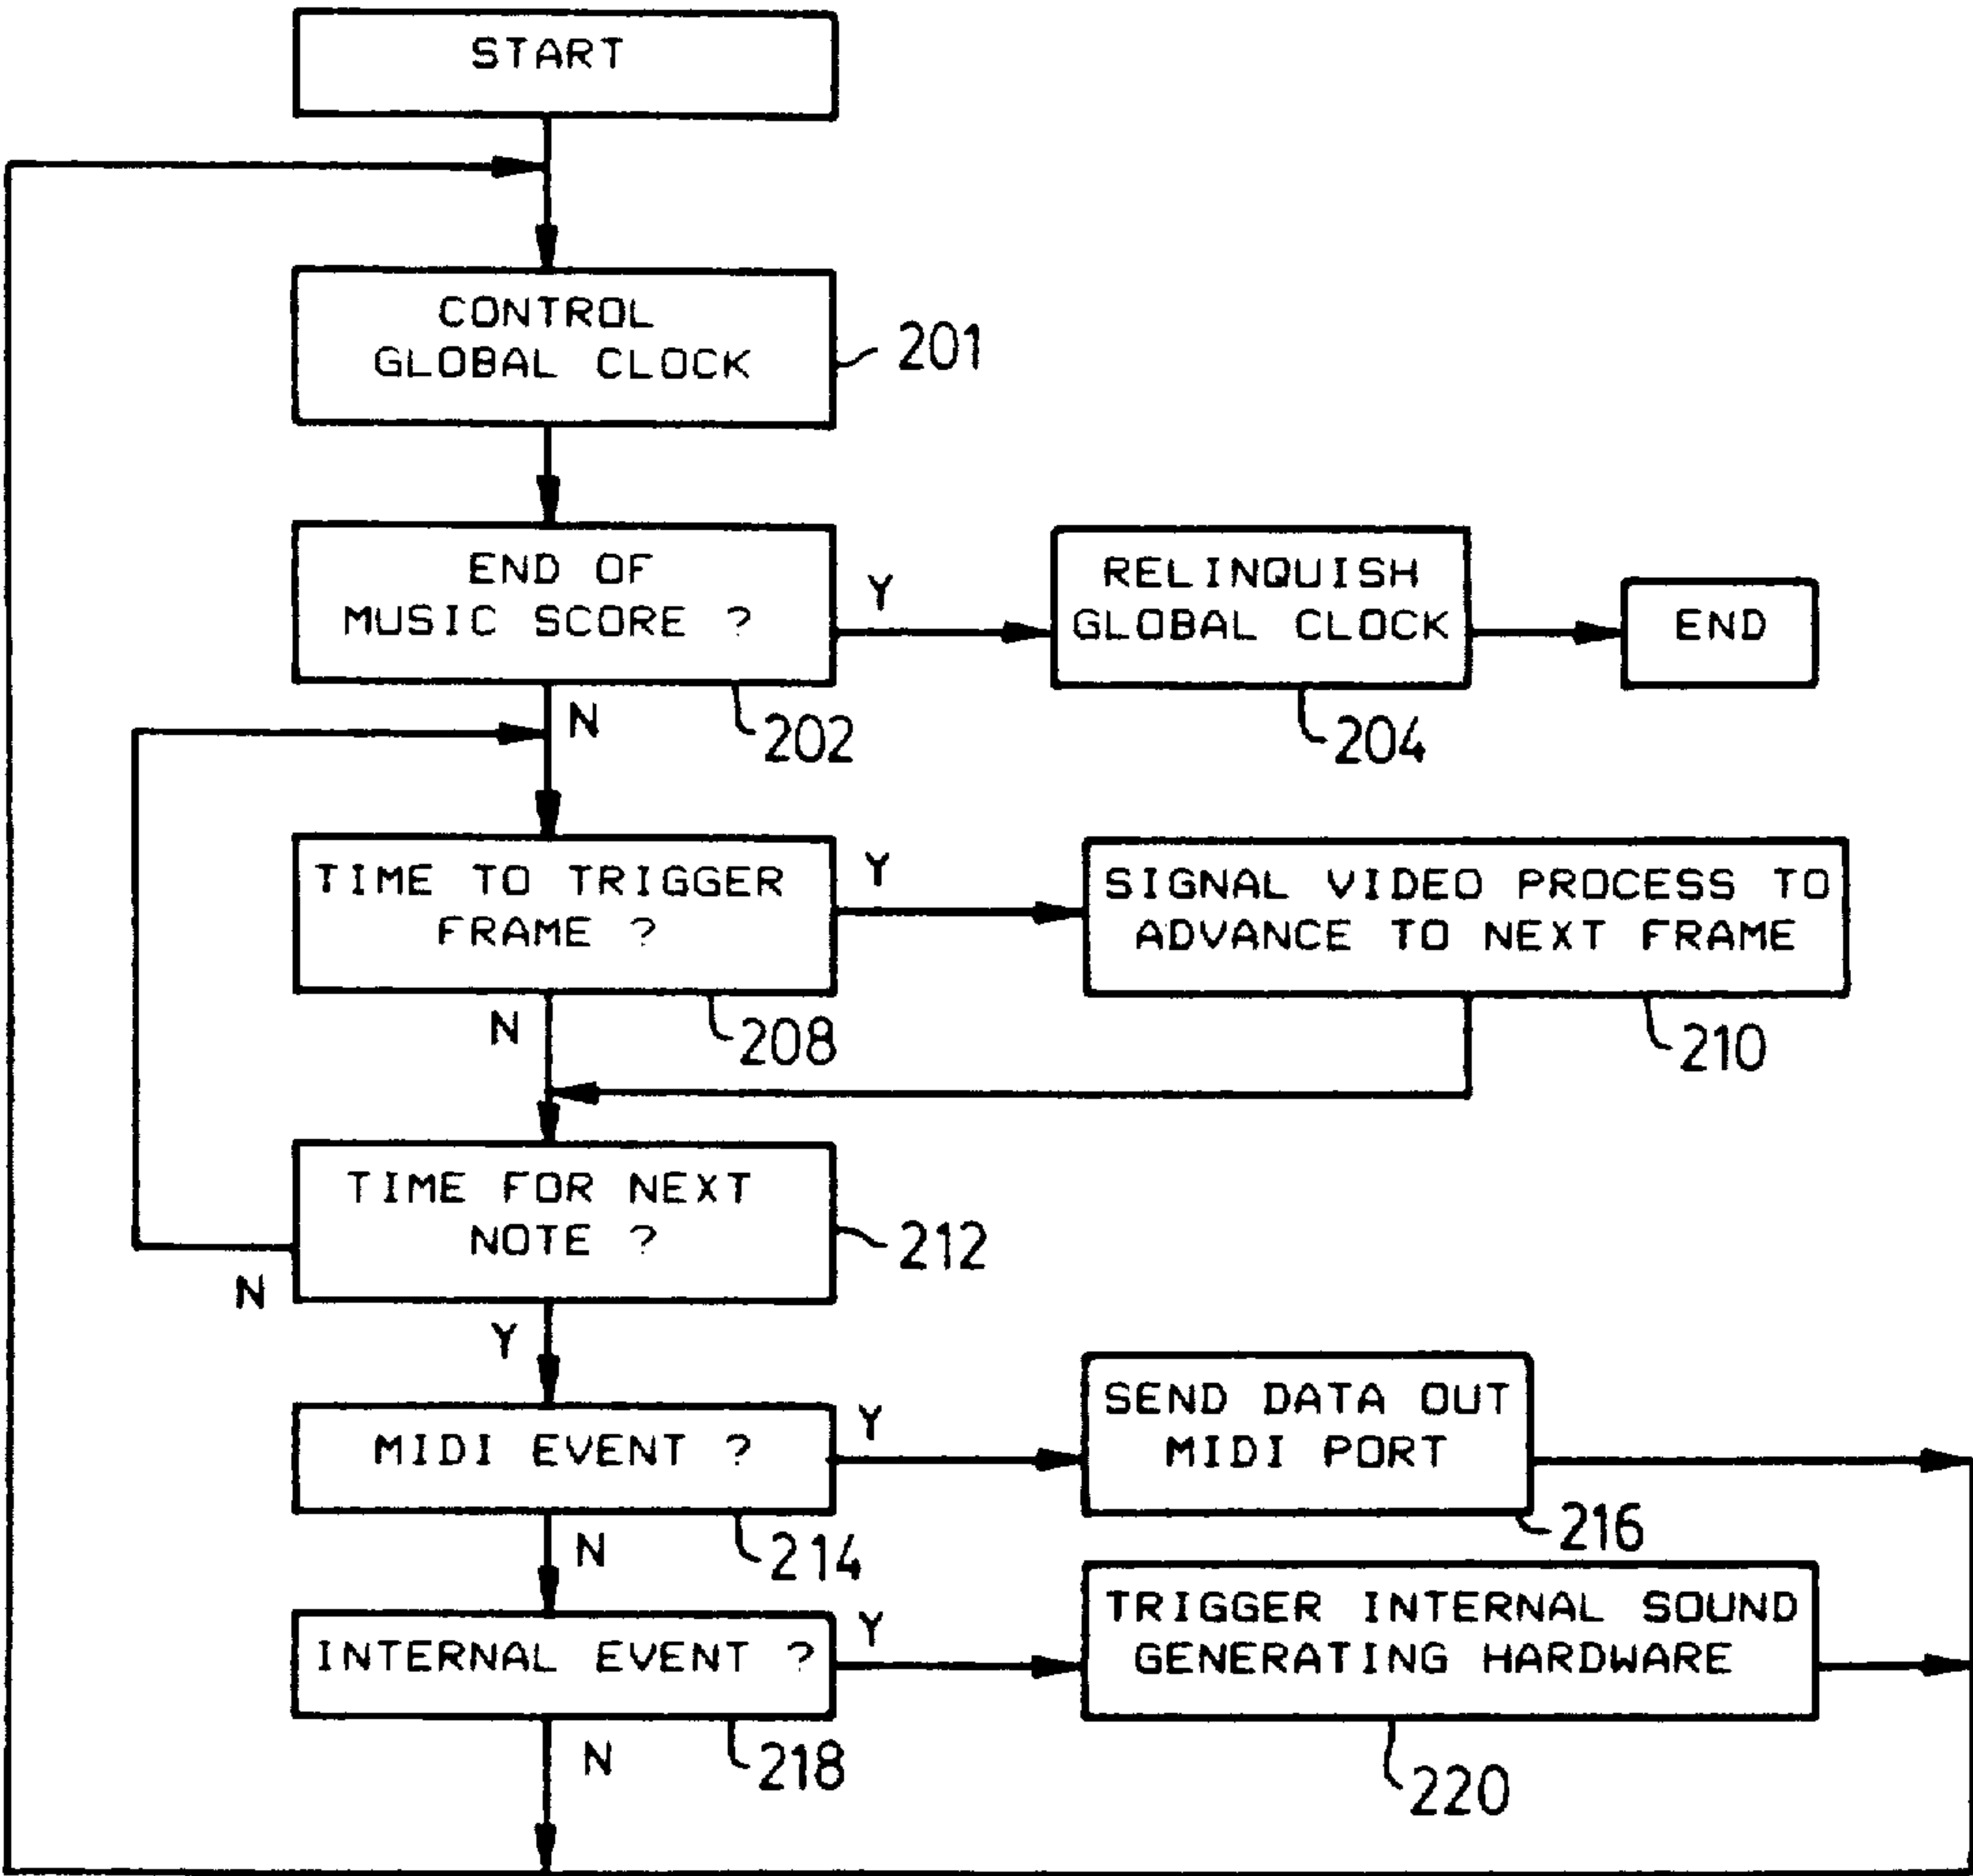 START
CONTROL
GLOBAL CLOCK
201
END OF
MUSIC SCORE ?
Y
RELINQUISH
GLOBAL CLOCK
END
N
202
204
TIME TO TRIGGER
FRAME ?
Y
SIGNAL VIDEO PROCESS TO
ADVANCE TO NEXT FRAME
N
208
210
TIME FOR NEXT
NOTE ?
212
N
Y
MIDI EVENT ?
Y
SEND DATA OUT
MIDI PORT
216
N
214
INTERNAL EVENT ?
Y
TRIGGER INTERNAL SOUND
GENERATING HARDWARE
N
218
220